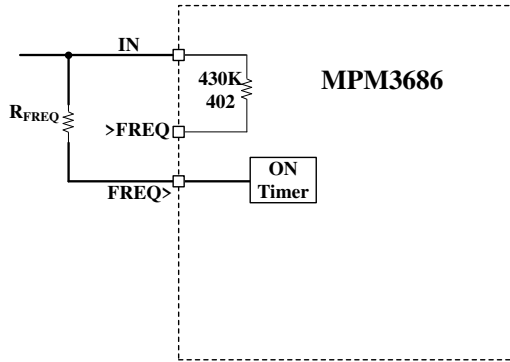 IN
430K
402
MPM3686
RFREQ
>FREQ
FREQ>
ON
Timer